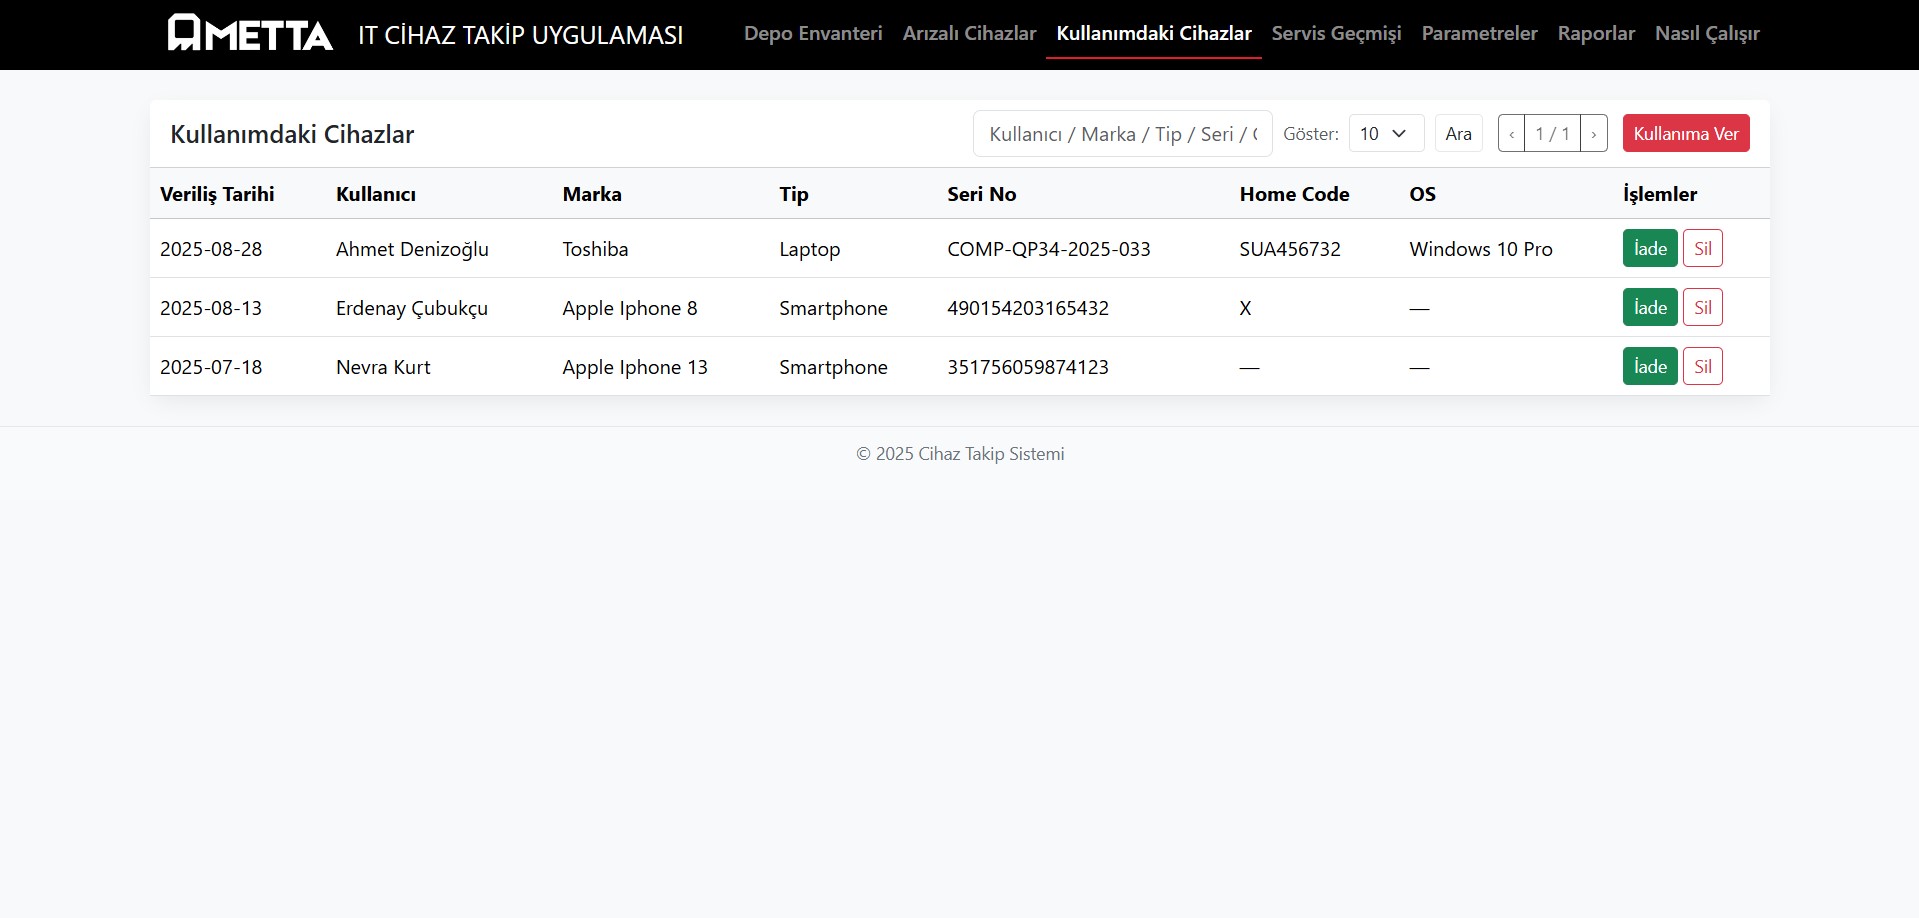 AMETTA IT CİHAZ TAKİP UYGULAMASI Depo Envanteri Arızalı Cihazlar Kullanımdaki Cihazlar Servis Geçmişi Parametreler Raporlar Nasıl Çalışır
Kullanımdaki Cihazlar Kullanıcı / Marka / Tip / Seri / Göster: 10 Ara ‹ 1 / 1 › Kullanıma Ver
Veriliş Tarihi Kullanıcı Marka Tip Seri No Home Code OS İşlemler
2025-08-28 Ahmet Denizoğlu Toshiba Laptop COMP-QP34-2025-033 SUA456732 Windows 10 Pro İade Sil
2025-08-13 Erdenay Çubukçu Apple Iphone 8 Smartphone 490154203165432 X — İade Sil
2025-07-18 Nevra Kurt Apple Iphone 13 Smartphone 351756059874123 — — İade Sil
© 2025 Cihaz Takip Sistemi